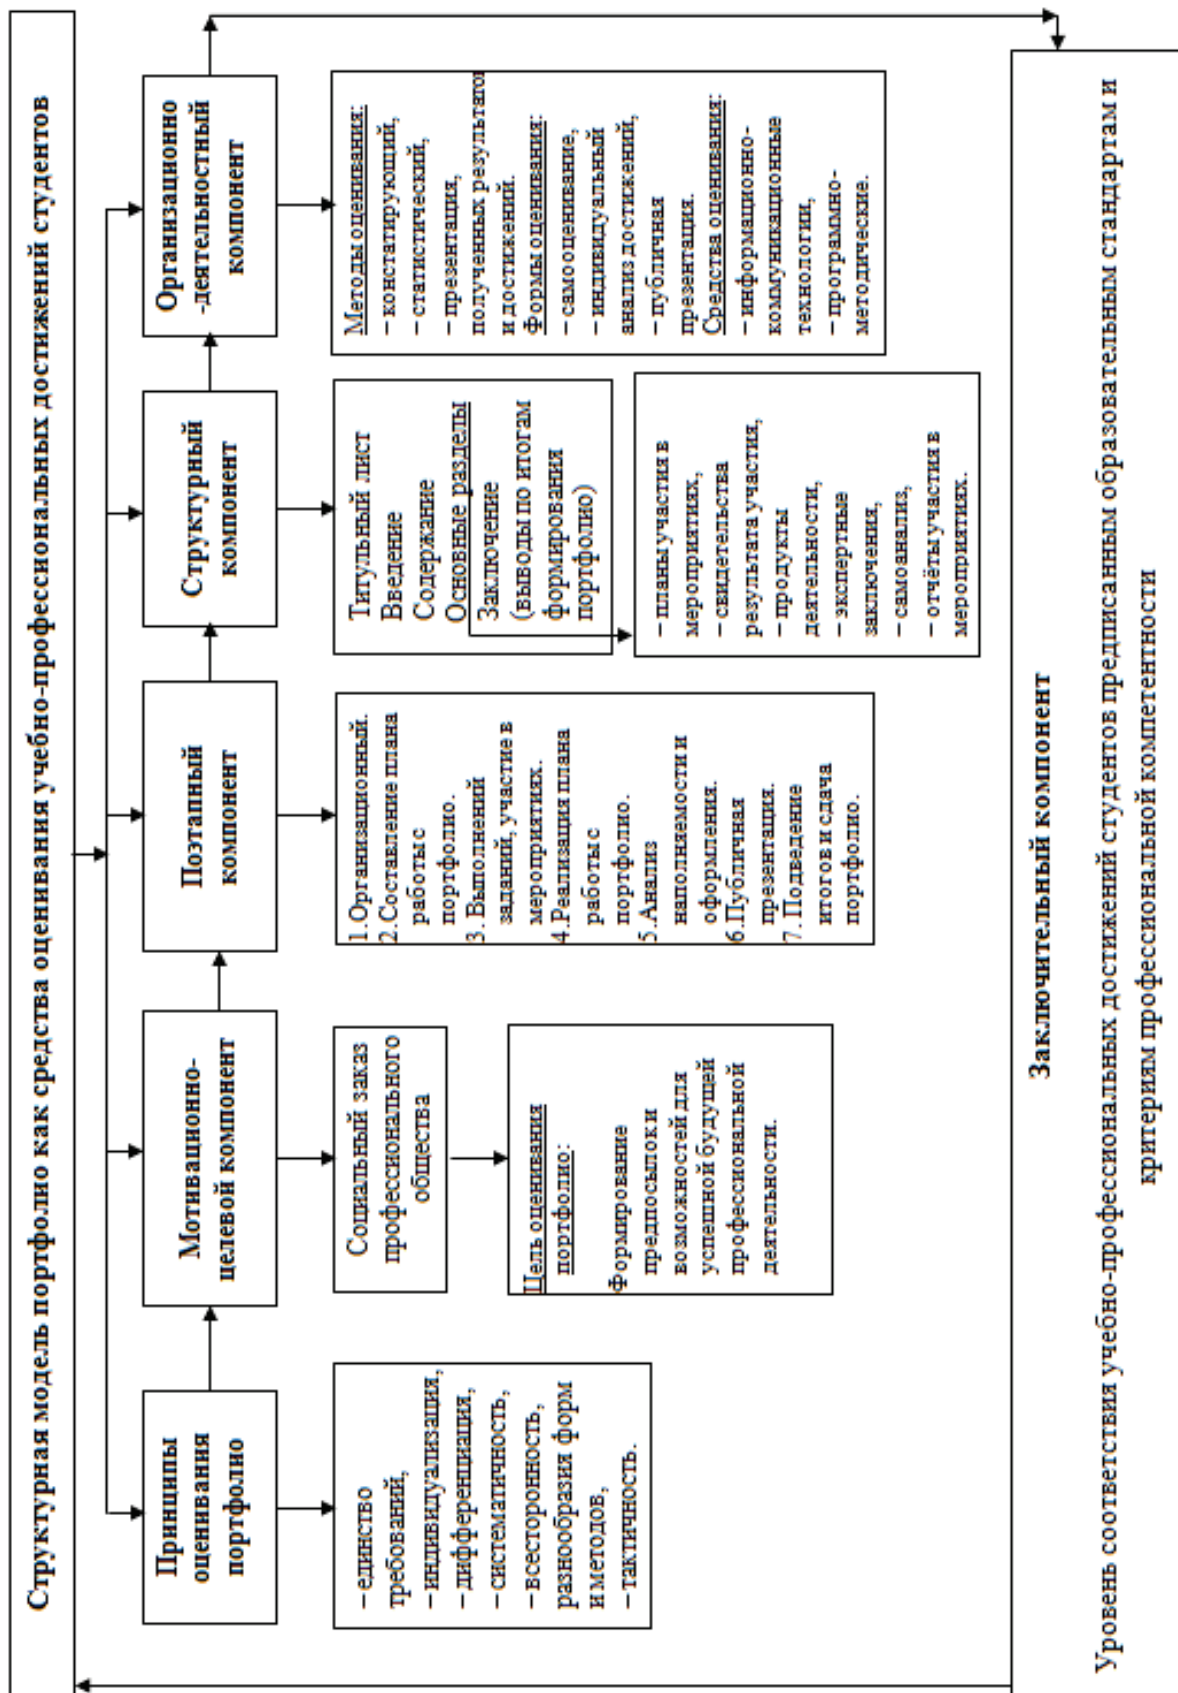 Структурная модель портфолио как средства оценивания учебно-профессиональных достижений студентов
Принципы
оценивания
портфолио
– единство
требований,
– индивидуализация,
– дифференциация,
– систематичность,
– всесторонность,
разнообразия форм
и методов,
– тактичность.
Мотивационно-
целевой компонент
Социальный заказ
профессионального
общества
Цель оценивания
портфолио:
Формирование
предпосылок и
возможностей для
успешной будущей
профессиональной
деятельности.
Поэтапный
компонент
1.Организационный.
2.Составление плана
работы с
портфолио.
3. Выполнений
заданий, участие в
мероприятиях.
4.Реализация плана
работы с
портфолио.
5.Анализ
наполняемости и
оформления.
6.Публичная
презентация.
7. Подведение
итогов и сдача
портфолио.
Структурный
компонент
Титульный лист
Введение
Содержание
Основные разделы
Заключение
(выводы по итогам
формирования
портфолио)
– планы участия в
мероприятиях,
– свидетельства
результата участия,
– продукты
деятельности,
– экспертные
заключения,
– самоанализ,
– отчёты участия в
мероприятиях.
Организационно
-деятельностный
компонент
Методы оценивания:
– констатирующий,
– статистический,
– презентация,
полученных результатов
и достижений.
Формы оценивания:
– самооценивание,
– индивидуальный
анализ достижений,
– публичная
презентация.
Средства оценивания:
– информационно-
коммуникационные
технологии,
– программно-
методические.
Заключительный компонент
Уровень соответствия учебно-профессиональных достижений студентов предписанным образовательным стандартам и
критериям профессиональной компетентности